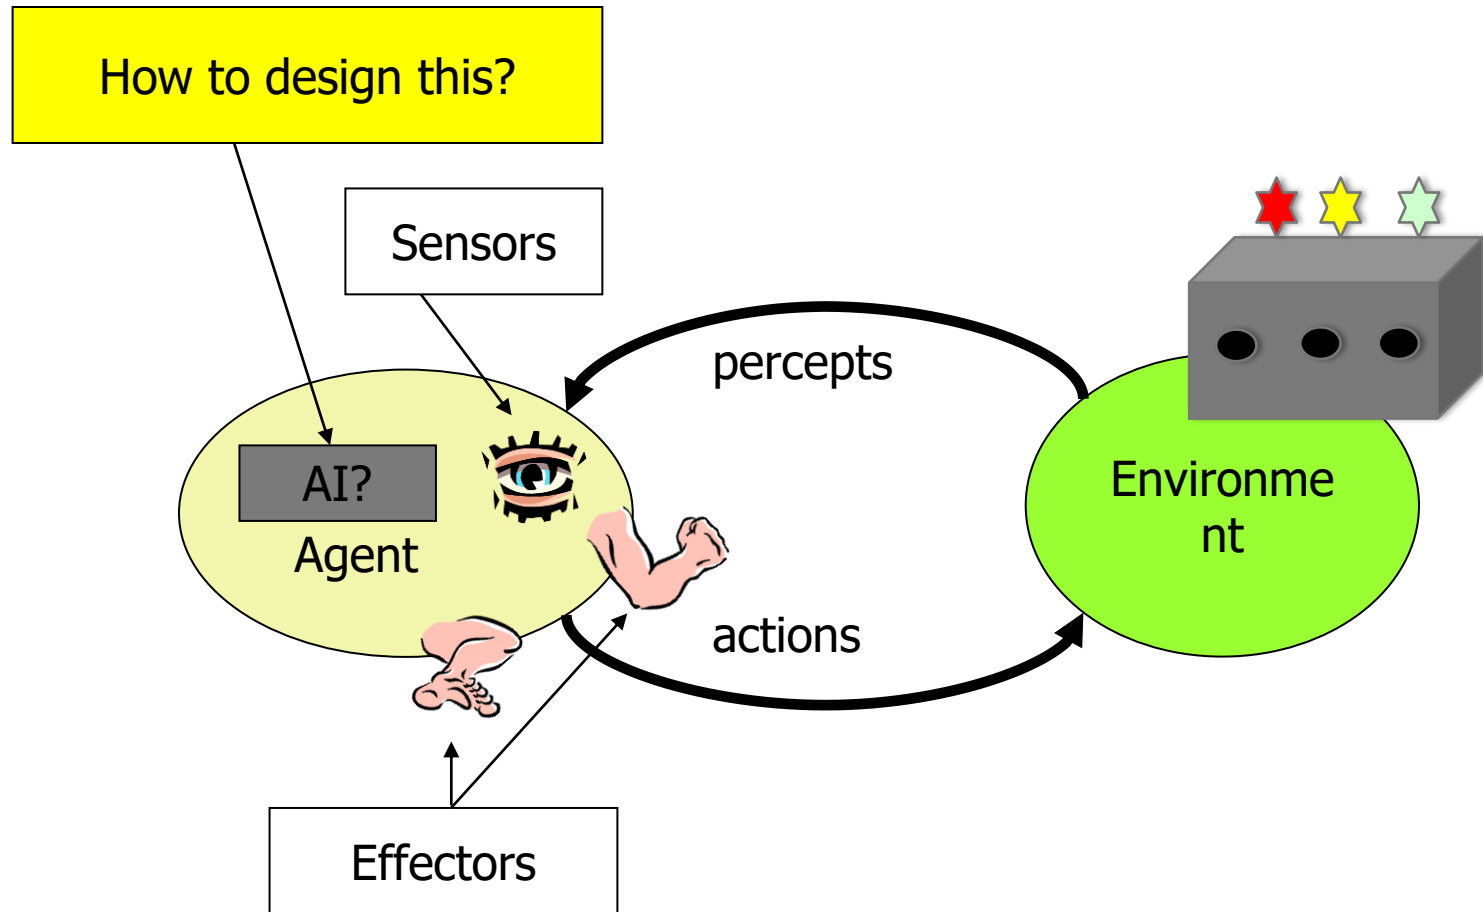 How to design this?
Sensors
percepts
AI?
Agent
Environme
nt
actions
Effectors